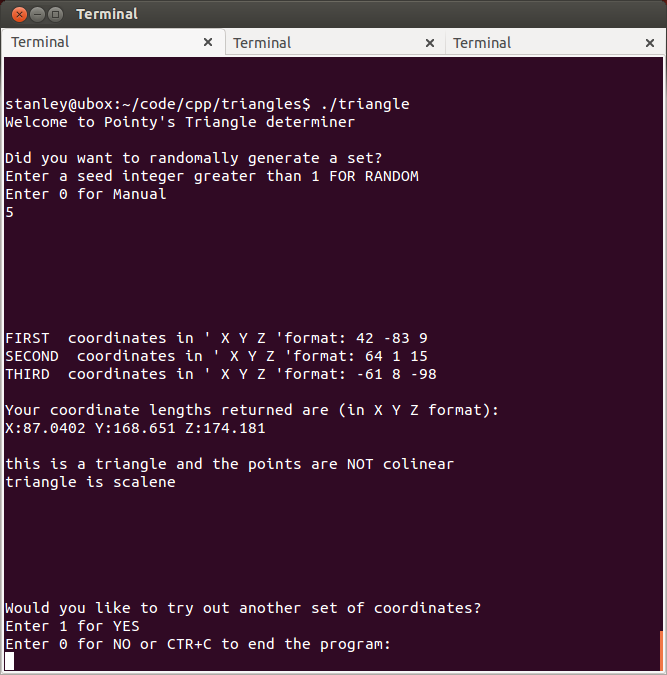 Terminal
Terminal
Terminal
Terminal
stanley@ubox:~/code/cpp/triangles$ ./triangle
Welcome to Pointy's Triangle determiner
Did you want to randomally generate a set?
Enter a seed integer greater than 1 FOR RANDOM
Enter 0 for Manual
5
FIRST  coordinates in ' X Y Z 'format: 42 -83 9
SECOND  coordinates in ' X Y Z 'format: 64 1 15
THIRD  coordinates in ' X Y Z 'format: -61 8 -98
Your coordinate lengths returned are (in X Y Z format):
X:87.0402 Y:168.651 Z:174.181
this is a triangle and the points are NOT colinear
triangle is scalene
Would you like to try out another set of coordinates?
Enter 1 for YES
Enter 0 for NO or CTR+C to end the program: